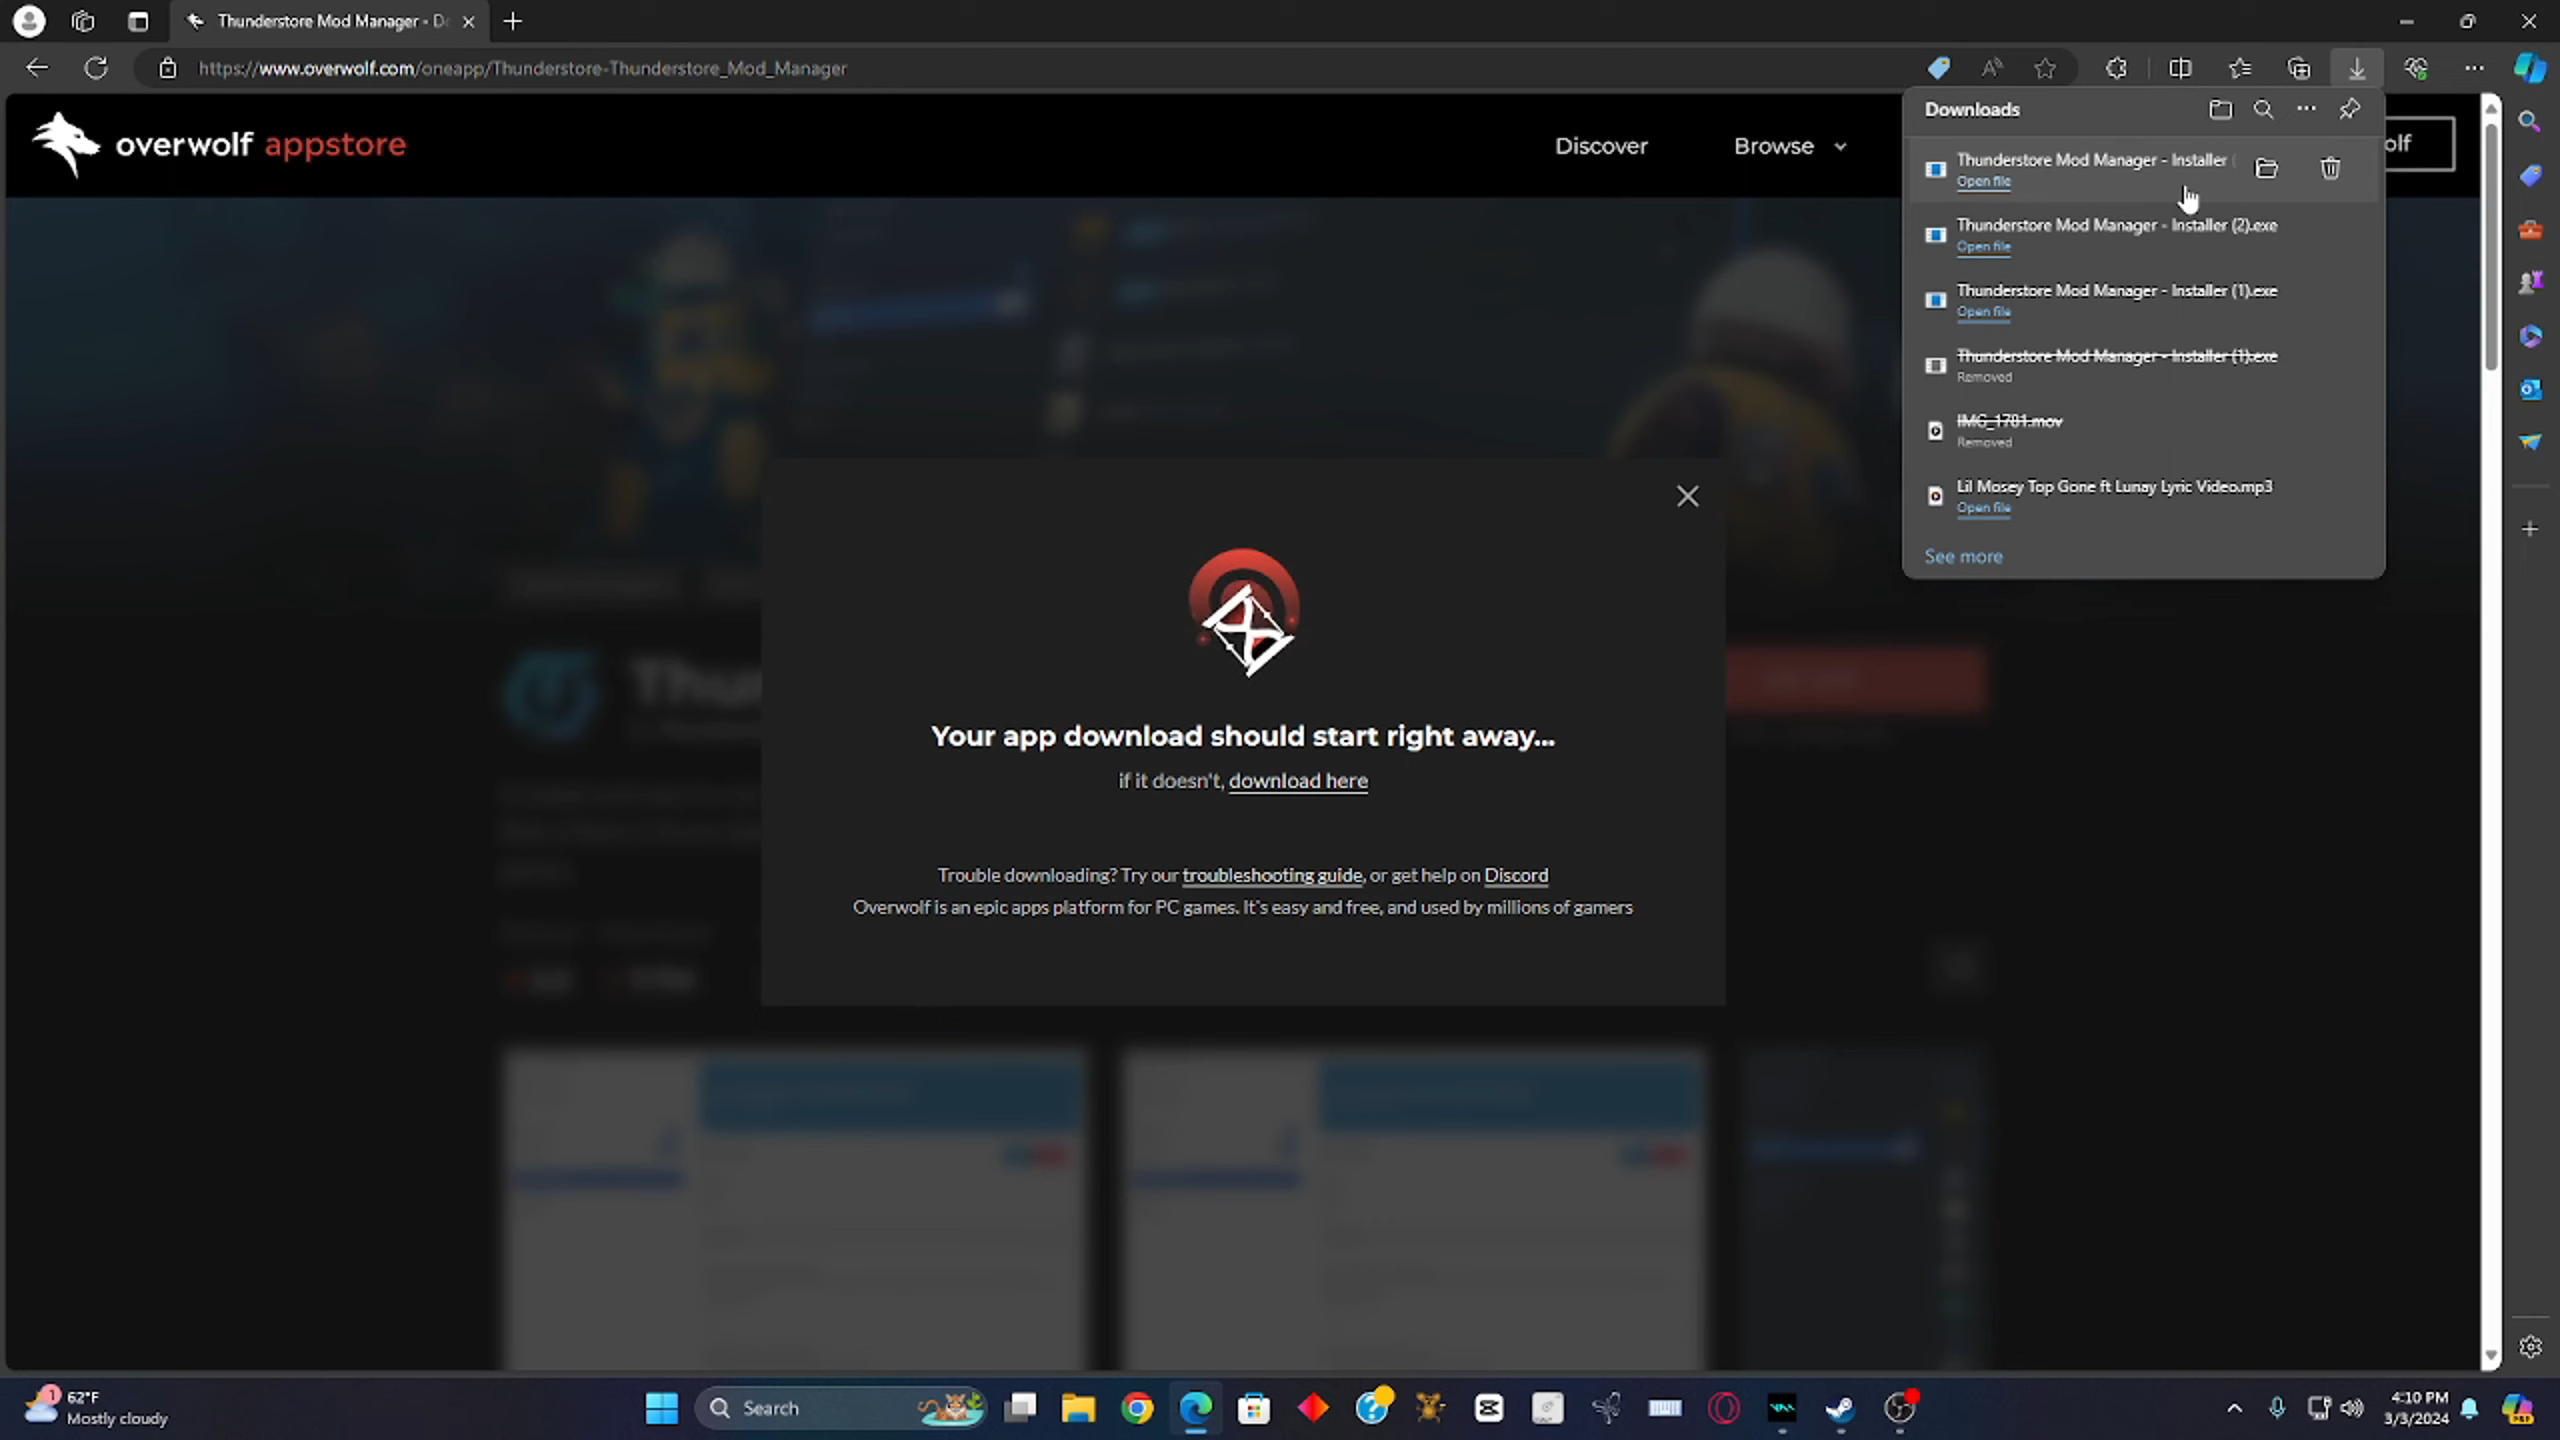 Thunderstore Mod Manager - D
https://www.overwolf.com/oneapp/Thunderstore-Thunderstore_Mod_Manager
overwolf appstore
Discover
Browse
olf
Downloads
Thunderstore Mod Manager - Installer (
Open file
Thunderstore Mod Manager - Installer (2).exe
Open file
Thunderstore Mod Manager - Installer (1).exe
Open file
Thunderstore Mod Manager - Installer (1).exe
Removed
IMG_1781.mov
Removed
Lil Mosey Top Gone ft Lunay Lyric Video.mp3
Open file
See more
Your app download should start right away...
if it doesn't, download here
Trouble downloading? Try our troubleshooting guide, or get help on Discord
Overwolf is an epic apps platform for PC games. It's easy and free, and used by millions of gamers
Thu
1
62°F
Mostly cloudy
Search
4:10 PM
3/3/2024